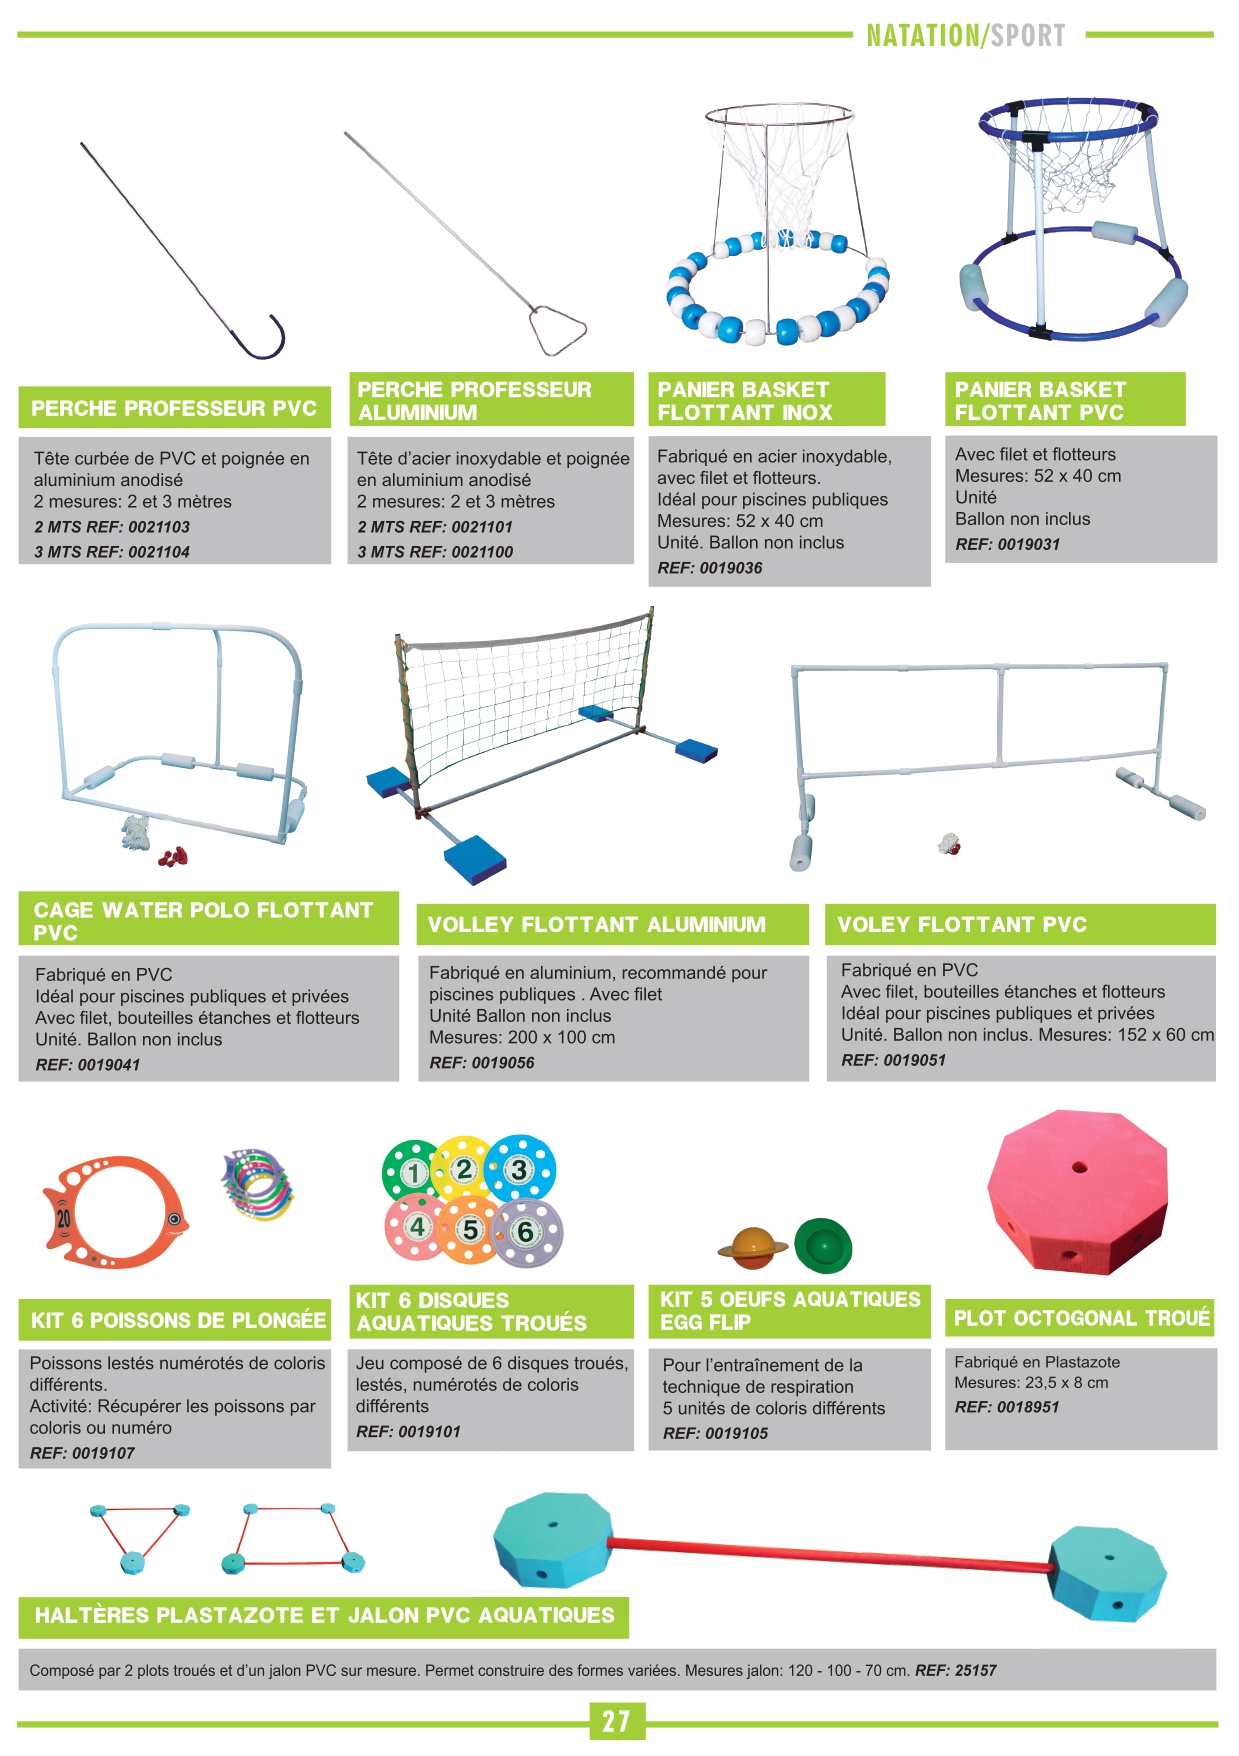 NATATION/SPORT
PERCHE PROFESSEUR PVC
Tête curbée de PVC et poignée en
aluminium anodisé
2 mesures: 2 et 3 mètres
2 MTS REF: 0021103
3 MTS REF: 0021104
PERCHE PROFESSEUR
ALUMINIUM
Tête d’acier inoxydable et poignée
en aluminium anodisé
2 mesures: 2 et 3 mètres
2 MTS REF: 0021101
3 MTS REF: 0021100
PANIER BASKET
FLOTTANT INOX
Fabriqué en acier inoxydable,
avec filet et flotteurs.
Idéal pour piscines publiques
Mesures: 52 x 40 cm
Unité. Ballon non inclus
REF: 0019036
PANIER BASKET
FLOTTANT PVC
Avec filet et flotteurs
Mesures: 52 x 40 cm
Unité
Ballon non inclus
REF: 0019031
CAGE WATER POLO FLOTTANT
PVC
Fabriqué en PVC
Idéal pour piscines publiques et privées
Avec filet, bouteilles étanches et flotteurs
Unité. Ballon non inclus
REF: 0019041
VOLLEY FLOTTANT ALUMINIUM
Fabriqué en aluminium, recommandé pour
piscines publiques . Avec filet
Unité Ballon non inclus
Mesures: 200 x 100 cm
REF: 0019056
VOLEY FLOTTANT PVC
Fabriqué en PVC
Avec filet, bouteilles étanches et flotteurs
Idéal pour piscines publiques et privées
Unité. Ballon non inclus. Mesures: 152 x 60 cm
REF: 0019051
20
1
2
3
4
5
6
KIT 6 POISSONS DE PLONGÉE
Poissons lestés numérotés de coloris
différents.
Activité: Récupérer les poissons par
coloris ou numéro
REF: 0019107
KIT 6 DISQUES
AQUATIQUES TROUÉS
Jeu composé de 6 disques troués,
lestés, numérotés de coloris
différents
REF: 0019101
KIT 5 OEUFS AQUATIQUES
EGG FLIP
Pour l’entraînement de la
technique de respiration
5 unités de coloris différents
REF: 0019105
PLOT OCTOGONAL TROUÉ
Fabriqué en Plastazote
Mesures: 23,5 x 8 cm
REF: 0018951
HALTÈRES PLASTAZOTE ET JALON PVC AQUATIQUES
Composé par 2 plots troués et d’un jalon PVC sur mesure. Permet construire des formes variées. Mesures jalon: 120 - 100 - 70 cm. REF: 25157
27